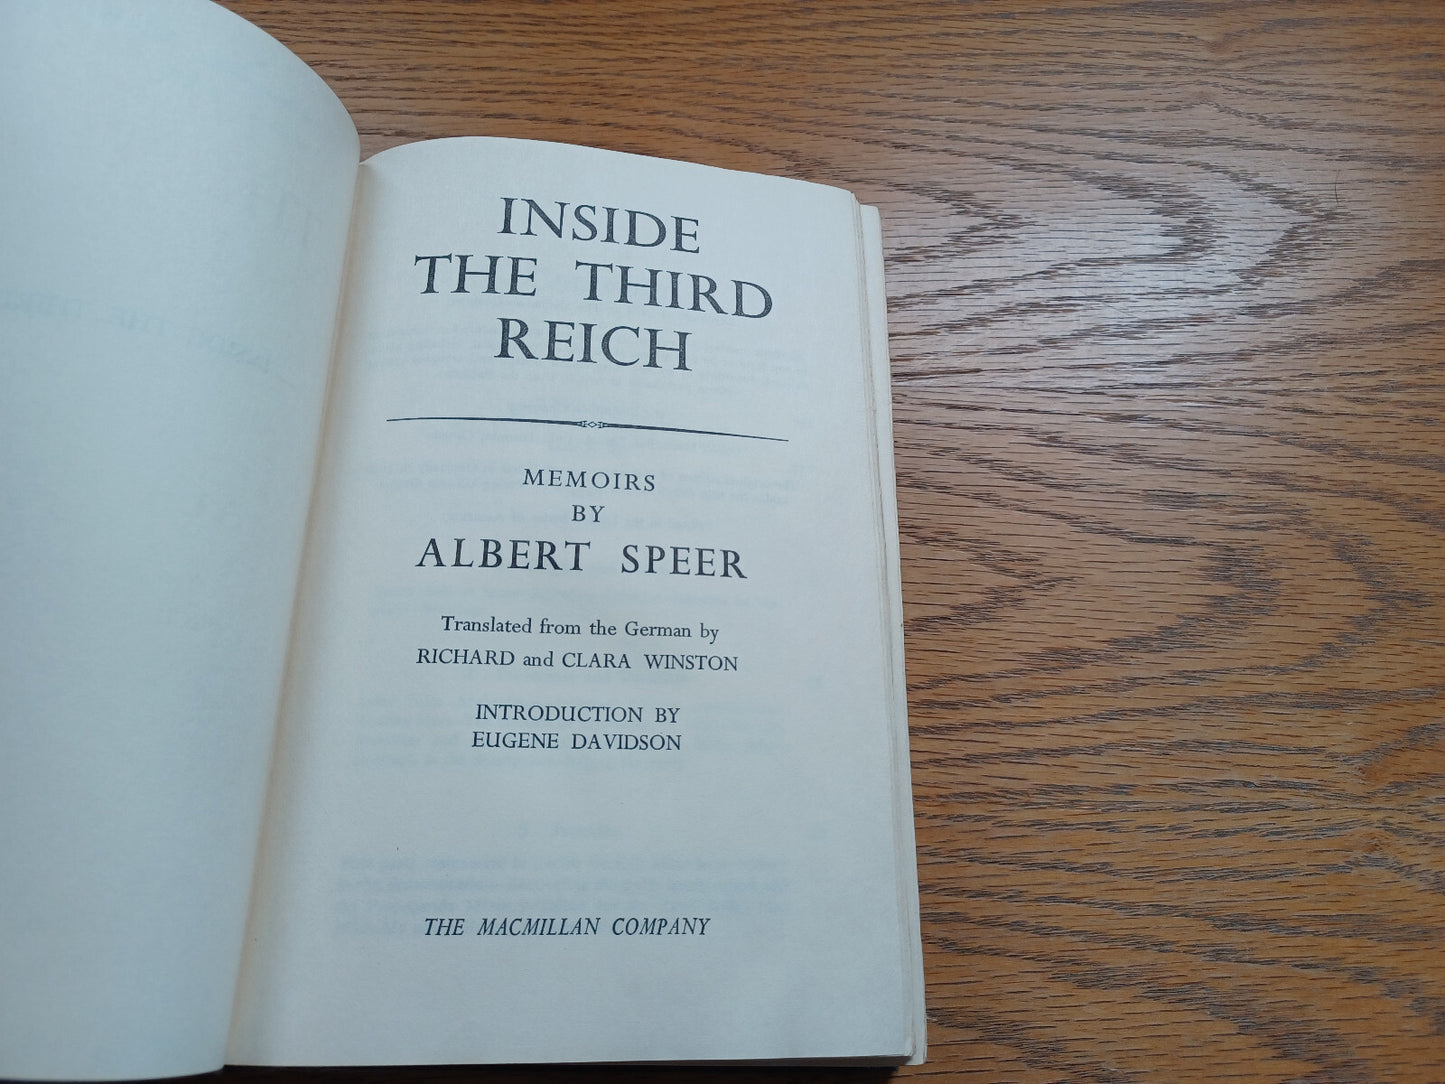 INSIDE
THE THIRD
REICH
MEMOIRS
BY
ALBERT SPEER
Translated from the German by
RICHARD and CLARA WINSTON
INTRODUCTION BY
EUGENE DAVIDSON
THE MACMILLAN COMPANY